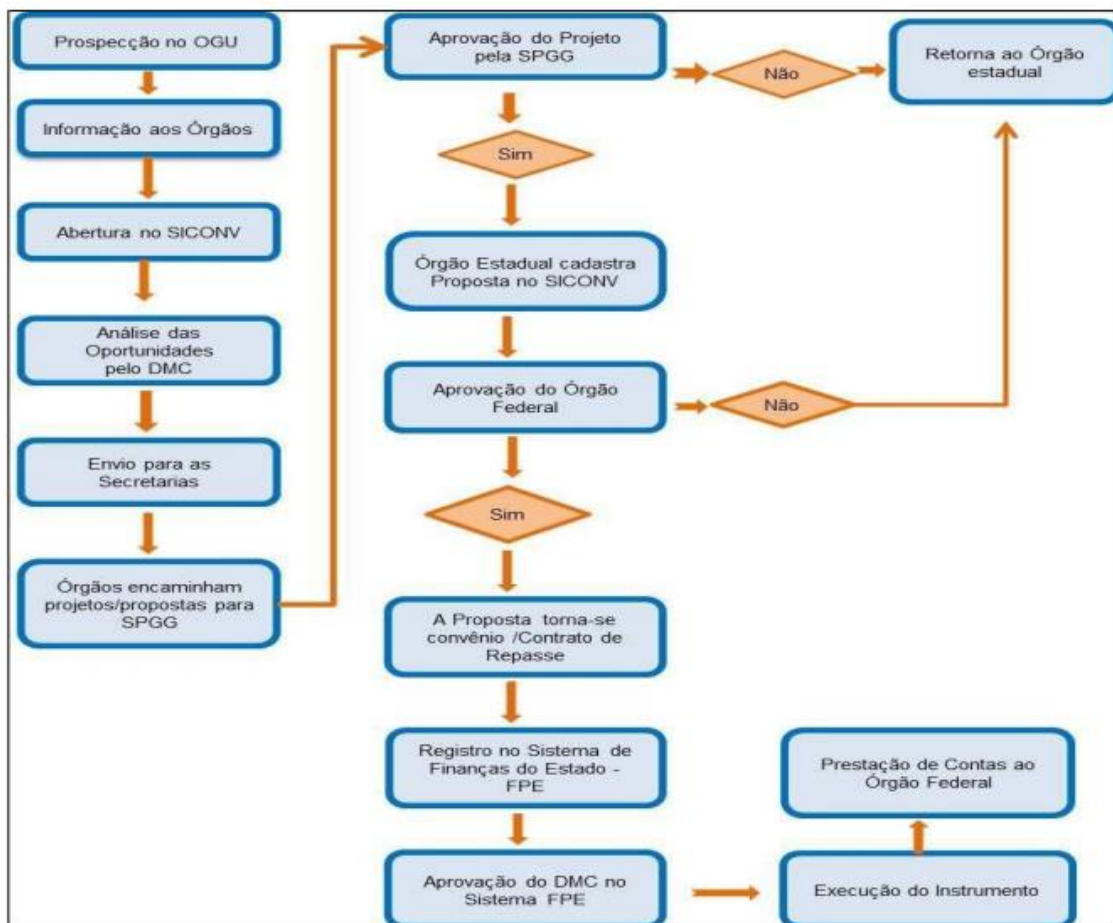 Prospecção no OGU
Informação aos Órgãos
Abertura no SICONV
Análise das
Oportunidades
pelo DMC
Envio para as
Secretarias
Órgãos encaminham
projetos/propostas para
SPGG
Aprovação do Projeto
pela SPGG
Não
Retorna ao Órgão
estadual
Sim
Órgão Estadual cadastra
Proposta no SICONV
Aprovação do Órgão
Federal
Não
Sim
A Proposta torna-se
convênio /Contrato de
Repasse
Registro no Sistema de
Finanças do Estado -
FPE
Aprovação do DMC no
Sistema FPE
Execução do Instrumento
Prestação de Contas ao
Órgão Federal